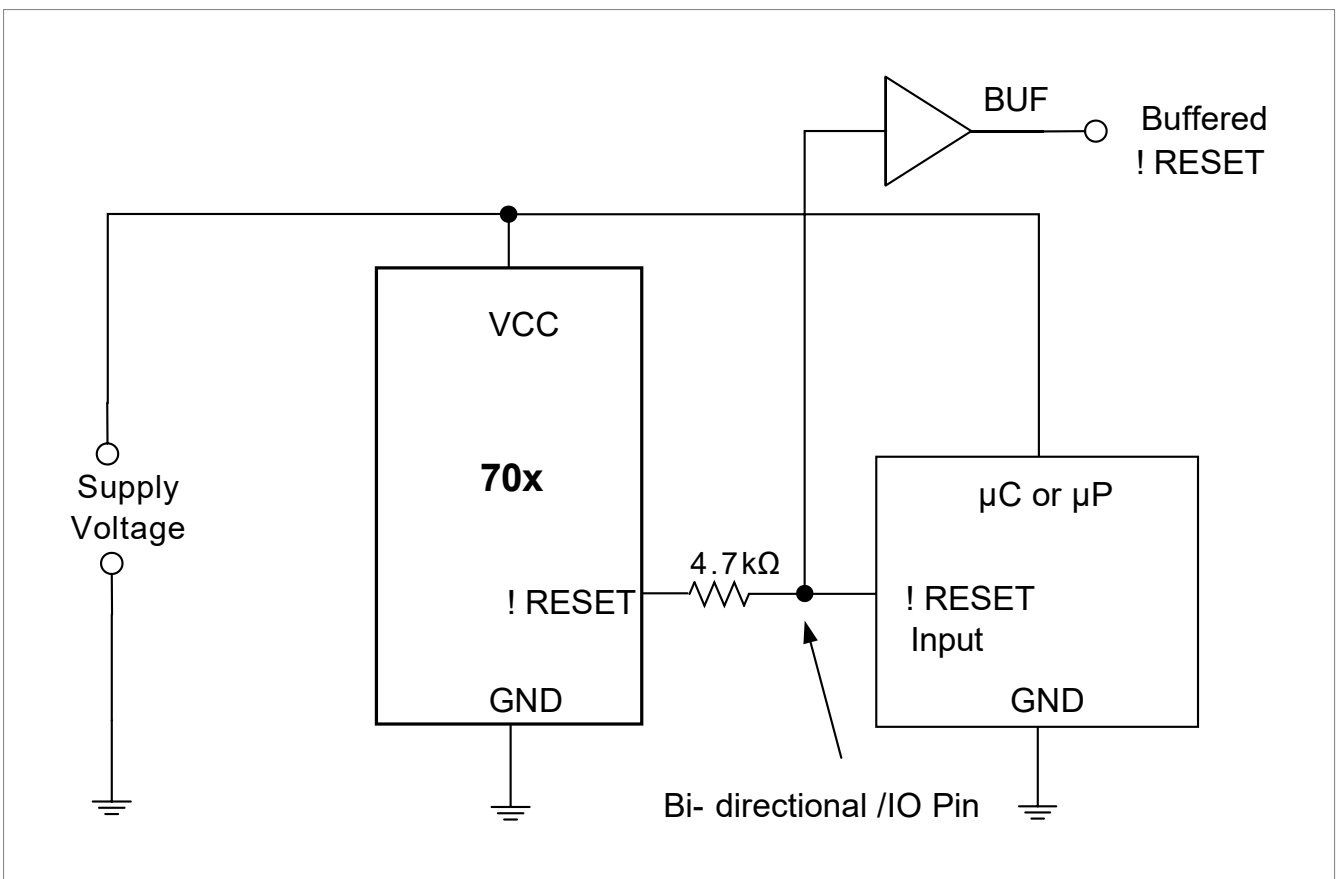 BUF
Buffered
! RESET
VCC
70x
Supply
Voltage
µC or µP
4.7kΩ
! RESET
! RESET
Input
GND
GND
Bi- directional /IO Pin